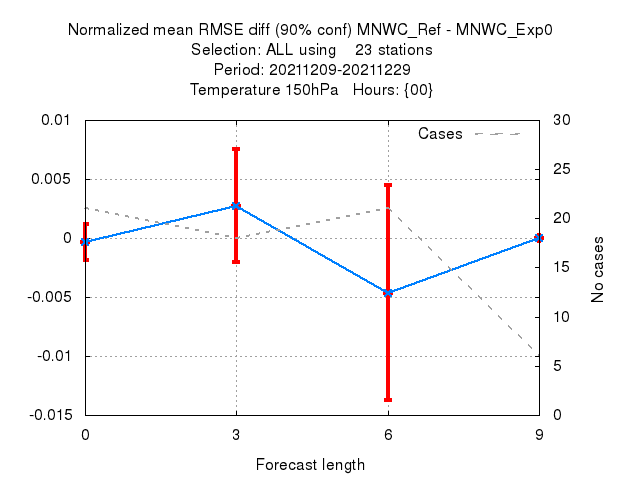 Normalized mean RMSE diff (90% conf) MNWC_Ref - MNWC_Exp0
Selection: ALL using    23 stations
Period: 20211209-20211229
Temperature 150hPa   Hours: {00}
0.01
0.005
0
-0.005
-0.01
-0.015
Cases
30
25
20
15
10
5
0
No cases
0 3 6 9
Forecast length